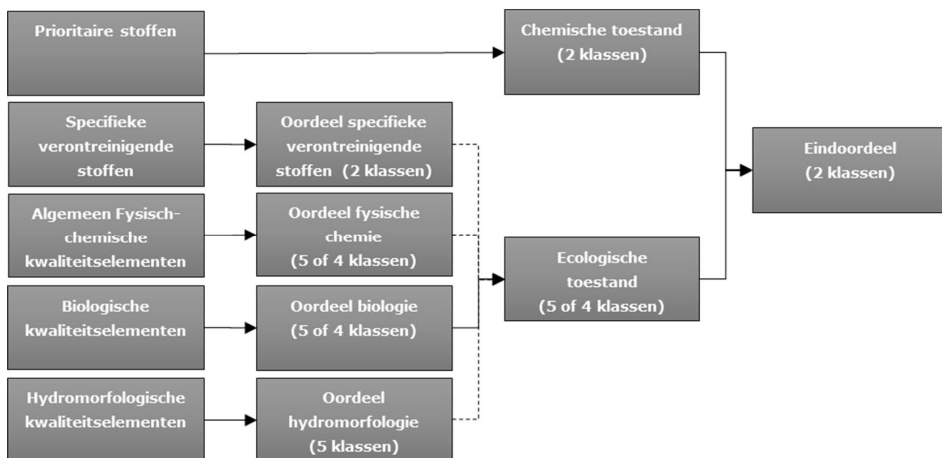 Prioritaire stoffen
Chemische toestand
(2 klassen)
Specifieke
verontreinigende
stoffen
Oordeel specifieke
verontreinigende
stoffen (2 klassen)
Eindoordeel
(2 klassen)
Algemeen Fysisch-
chemische
kwaliteitselementen
Oordeel fysische
chemie
(5 of 4 klassen)
Ecologische
toestand
(5 of 4 klassen)
Biologische
kwaliteitselementen
Oordeel biologie
(5 of 4 klassen)
Hydromorfologische
kwaliteitselementen
Oordeel
hydromorfologie
(5 klassen)